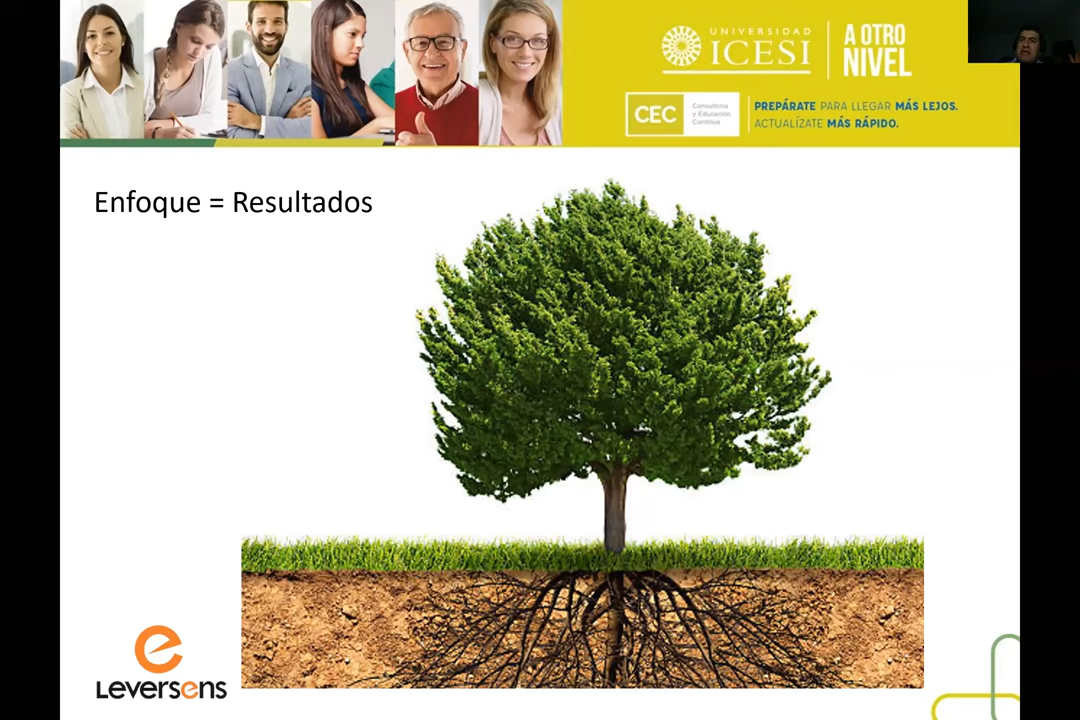 UNIVERSIDAD
ICESI
A OTRO
NIVEL
CEC
Consultoría
y Educación
Continua
PREPÁRATE PARA LLEGAR MÁS LEJOS.
ACTUALÍZATE MÁS RÁPIDO.
Enfoque = Resultados
e
Leversens